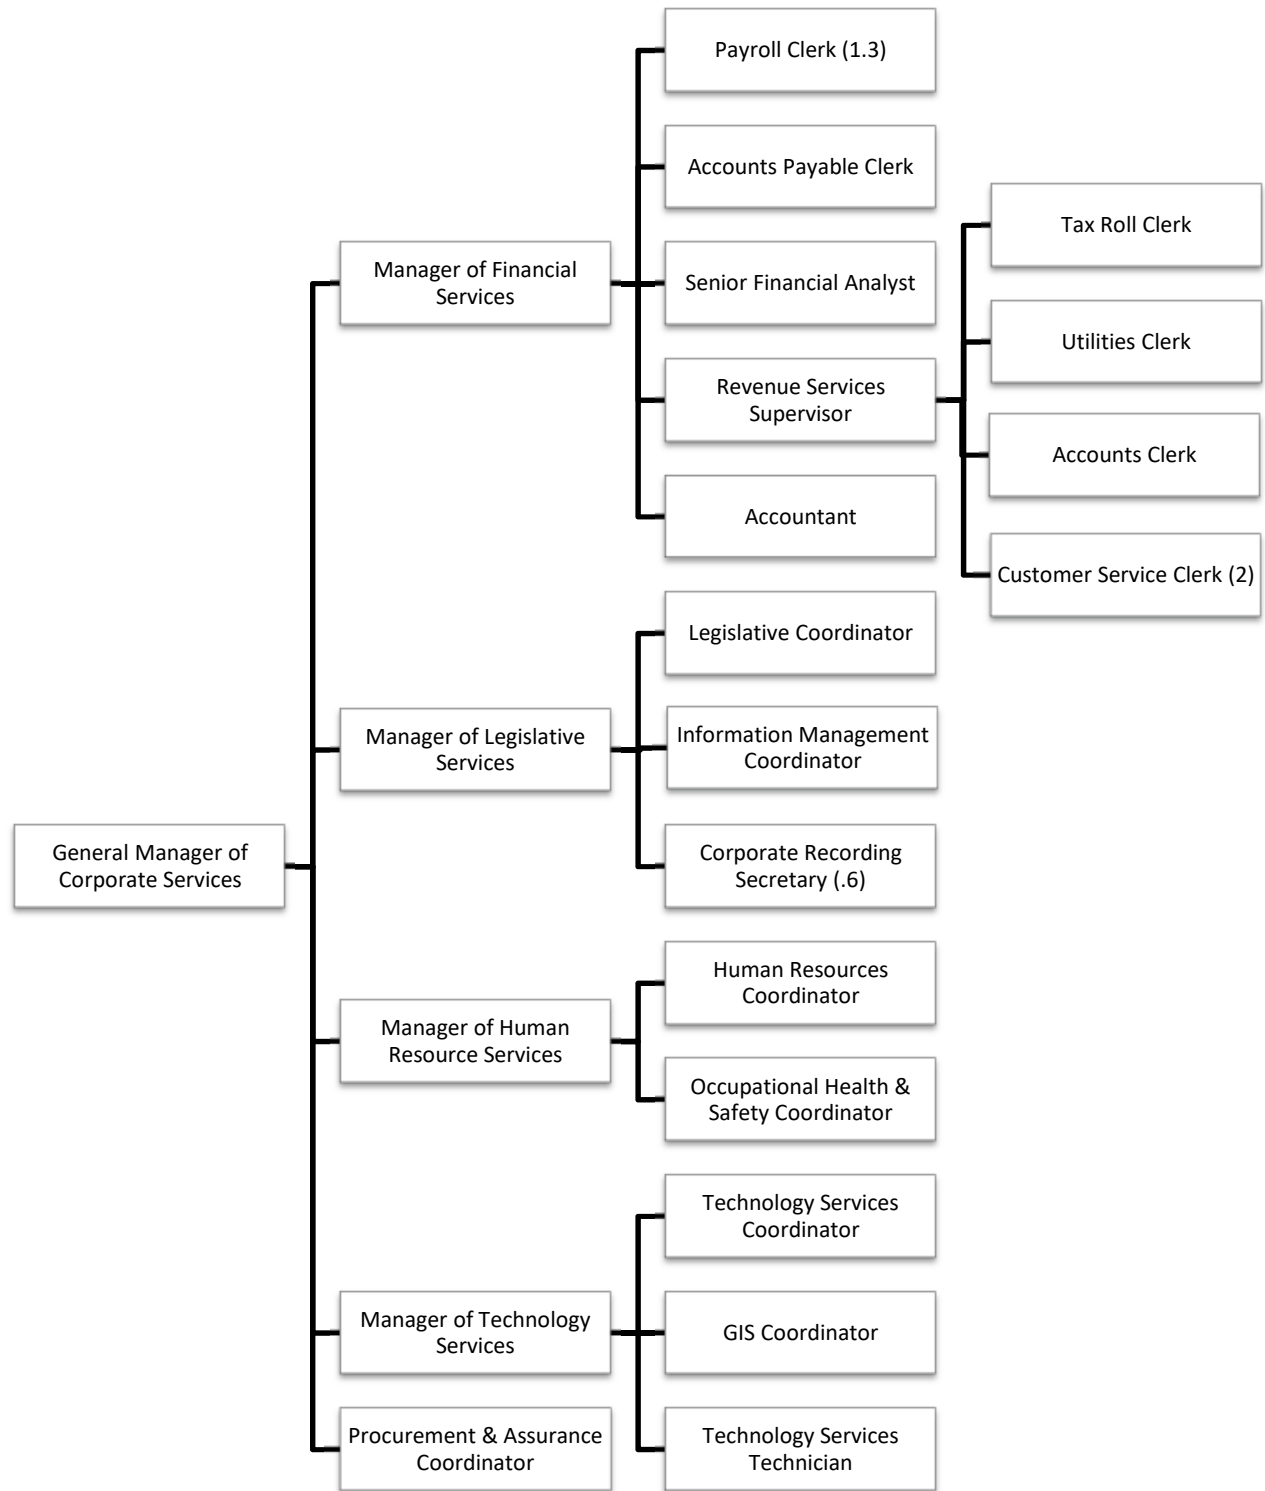 Payroll Clerk (1.3)
Accounts Payable Clerk
Tax Roll Clerk
Manager of Financial
Services
Senior Financial Analyst
Utilities Clerk
Revenue Services
Supervisor
Accounts Clerk
Accountant
Customer Service Clerk (2)
Legislative Coordinator
Manager of Legislative
Services
Information Management
Coordinator
General Manager of
Corporate Services
Corporate Recording
Secretary (.6)
Human Resources
Coordinator
Manager of Human
Resource Services
Occupational Health &
Safety Coordinator
Technology Services
Coordinator
Manager of Technology
Services
GIS Coordinator
Procurement & Assurance
Coordinator
Technology Services
Technician